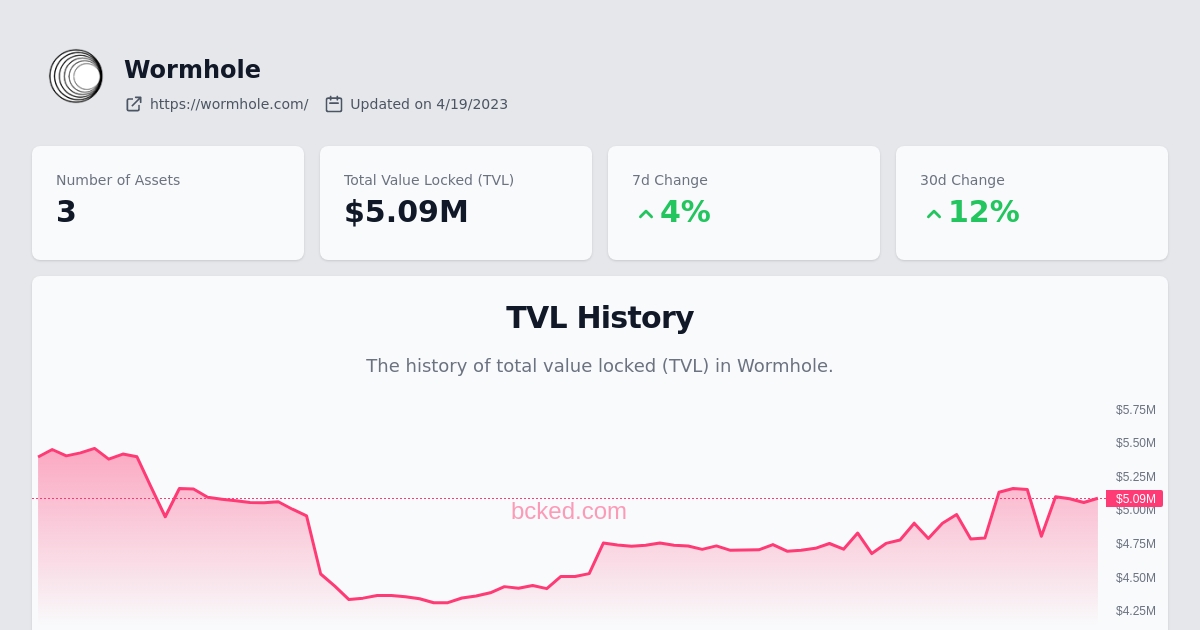 Wormhole
https://wormhole.com/ Updated on 4/19/2023
Number of Assets
3
Total Value Locked (TVL)
$5.09M
7d Change
4%
30d Change
12%
TVL History
The history of total value locked (TVL) in Wormhole.
$5.75M
$5.50M
$5.25M
$5.09M
$5.00M
bcked.com
$4.75M
$4.50M
$4.25M